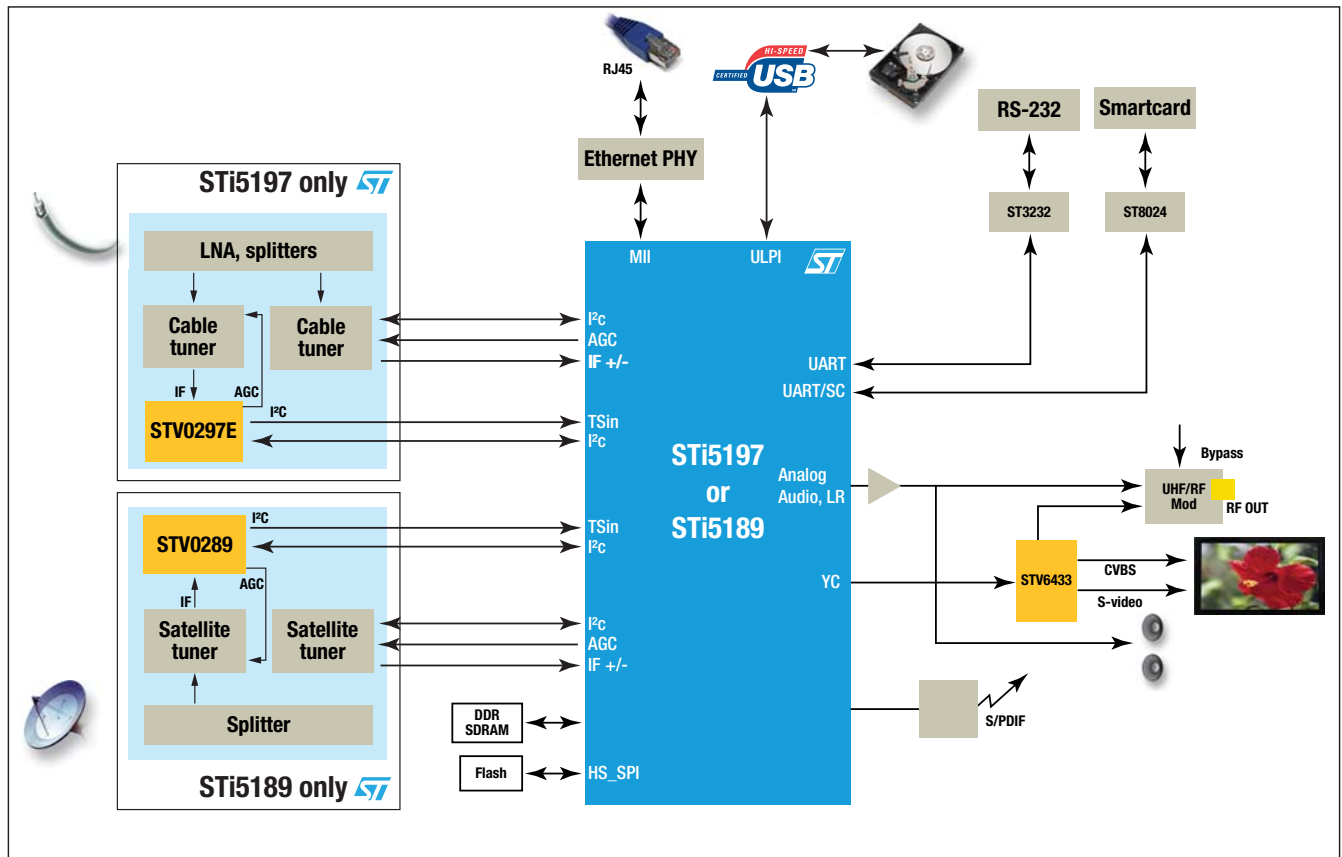 RJ45
HI-SPEED
CERTIFIED
USB
Ethernet PHY
RS-232
Smartcard
ST3232
ST8024
STi5197 only ST
LNA, splitters
Cable
tuner
Cable
tuner
IF
AGC
STV0297E
I²C
STV0289
I²C
AGC
IF
Satellite
tuner
Satellite
tuner
Splitter
STi5189 only ST
MII
ULPI
ST
I²c
AGC
IF +/-
TSin
I²c
TSin
I²c
I²c
AGC
IF +/-
HS_SPI
STi5197
or
STi5189
UART
UART/SC
Analog
Audio, LR
YC
DDR
SDRAM
Flash
Bypass
UHF/RF
Mod
RF OUT
STV6433
CVBS
S-video
S/PDIF